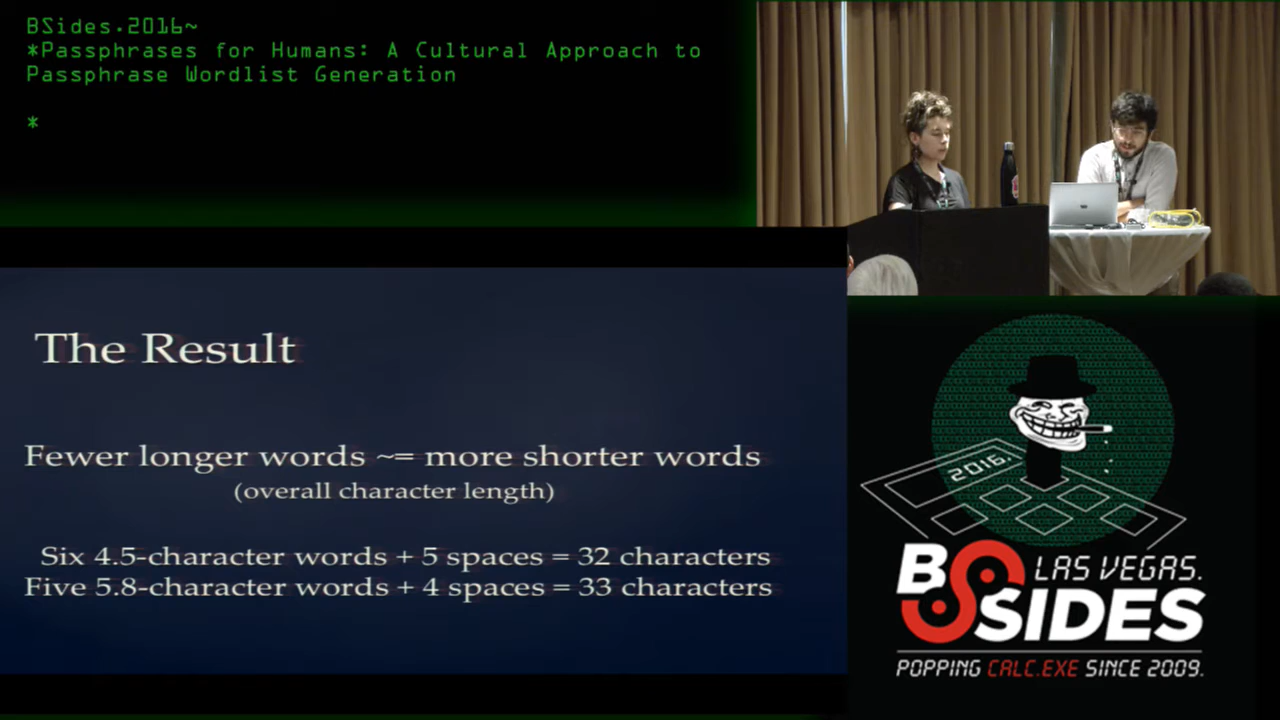 BSides.2016~
*Passphrases for Humans: A Cultural Approach to
Passphrase Wordlist Generation
*
The Result
Fewer longer words ~= more shorter words
(overall character length)
Six 4.5-character words + 5 spaces = 32 characters
Five 5.8-character words + 4 spaces = 33 characters
2016.
BSIDES
LAS VEGAS.
POPPING CALC.EXE SINCE 2009.